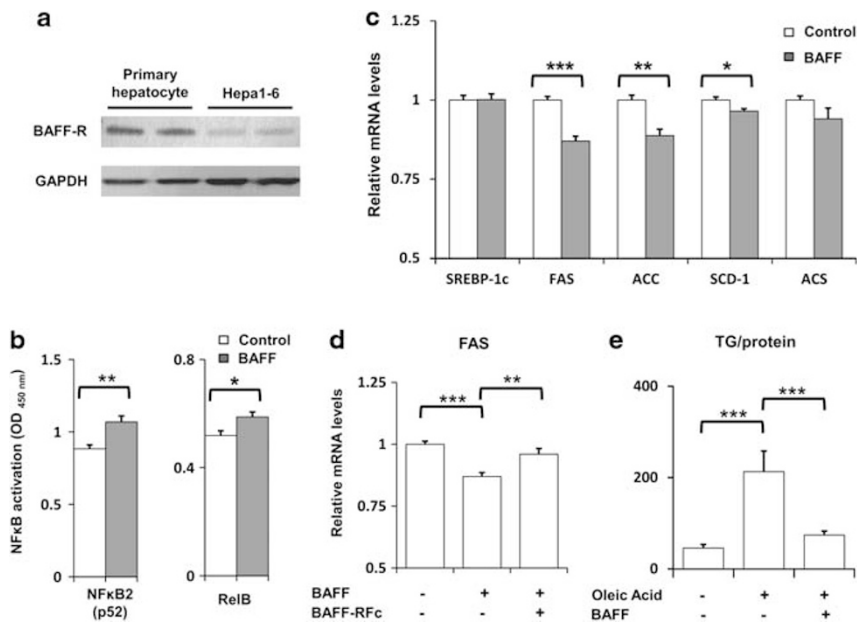 a
Primary
hepatocyte
Hepa1-6
BAFF-R
GAPDH
b
Control
BAFF
NFκB activation (OD 450 nm)
1.5
1
0.5
0
**
NFκB2
(p52)
0.8
0.4
0
*
RelB
c
Control
BAFF
Relative mRNA levels
1.25
1
0.75
0.5
***
**
*
SREBP-1c FAS ACC SCD-1 ACS
d
FAS
Relative mRNA levels
1.25
1
0.75
0.5
***
**
BAFF - + +
BAFF-RFc - - +
e
TG/protein
400
200
0
***
***
Oleic Acid - + +
BAFF - - +